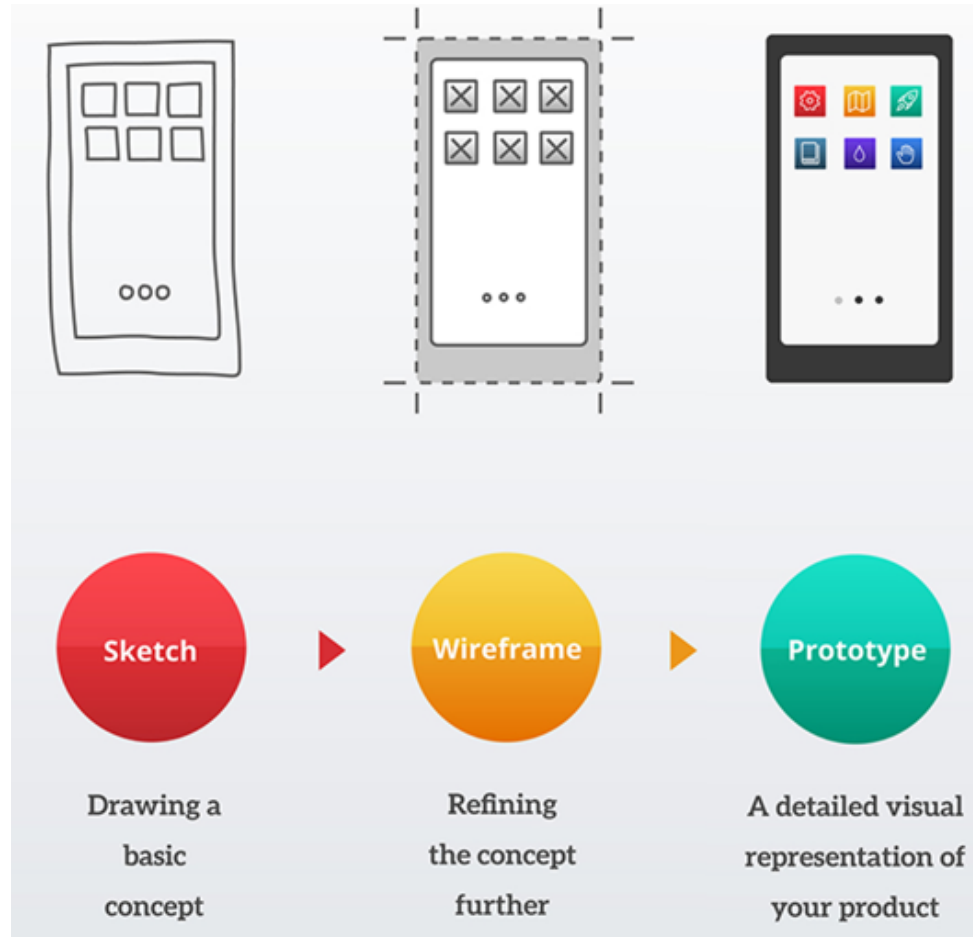 Sketch
Wireframe
Prototype
Drawing a
basic
concept
Refining
the concept
further
A detailed visual
representation of
your product